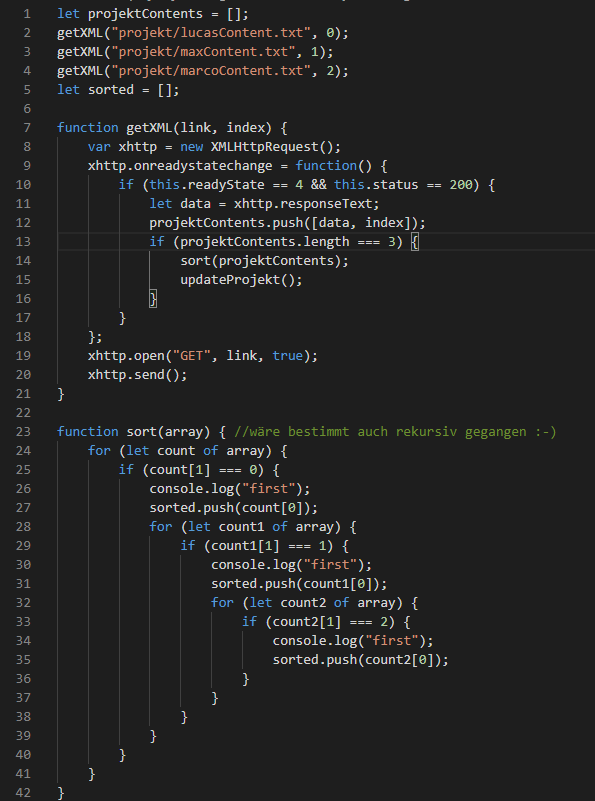 1 let projektContents = [];
2 getXML("projekt/lucasContent.txt", 0);
3 getXML("projekt/maxContent.txt", 1);
4 getXML("projekt/marcoContent.txt", 2);
5 let sorted = [];
6
7 function getXML(link, index) {
8     var xhttp = new XMLHttpRequest();
9     xhttp.onreadystatechange = function() {
10         if (this.readyState == 4 && this.status == 200) {
11             let data = xhttp.responseText;
12             projektContents.push([data, index]);
13             if (projektContents.length === 3) {
14                 sort(projektContents);
15                 updateProjekt();
16             }
17         }
18     };
19     xhttp.open("GET", link, true);
20     xhttp.send();
21 }
22
23 function sort(array) { //wäre bestimmt auch rekursiv gegangen :-)
24     for (let count of array) {
25         if (count[1] === 0) {
26             console.log("first");
27             sorted.push(count[0]);
28             for (let count1 of array) {
29                 if (count1[1] === 1) {
30                     console.log("first");
31                     sorted.push(count1[0]);
32                     for (let count2 of array) {
33                         if (count2[1] === 2) {
34                             console.log("first");
35                             sorted.push(count2[0]);
36                         }
37                     }
38                 }
39             }
40         }
41     }
42 }